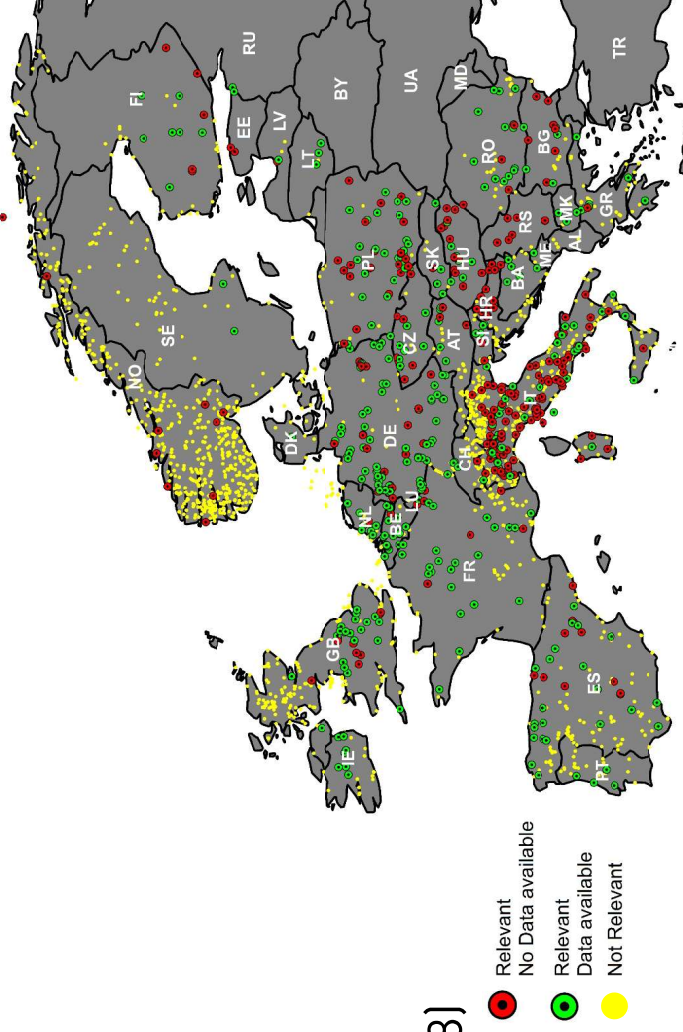 B)
Relevant
No Data available
Relevant
Data available
Not Relevant
NO
SE
FI
RU
EE
LV
LT
BY
DK
IE
GB
NL
BE
LU
DE
PL
UA
MD
FR
CH
CZ
AT
SK
HU
RO
SI
HR
BA
RS
BG
ME
MK
AL
GR
TR
IT
ES
PT